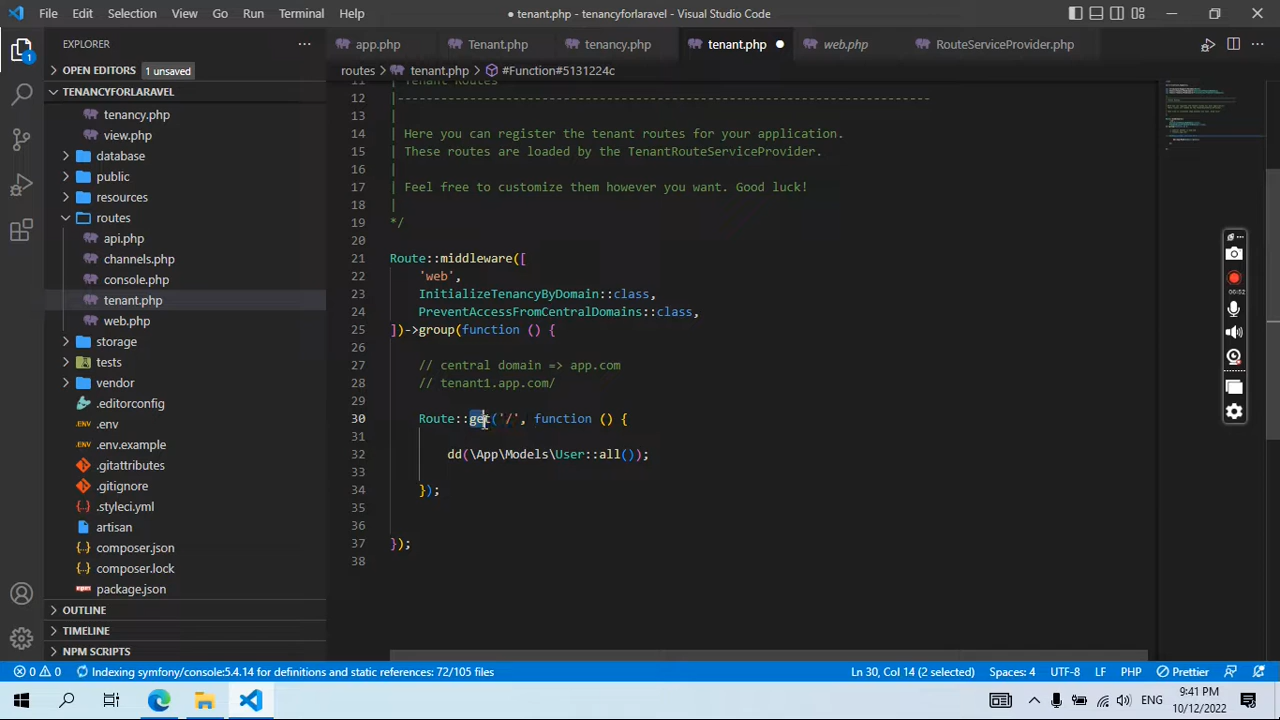 File Edit Selection View Go Run Terminal Help
● tenant.php - tenancyforlaravel - Visual Studio Code
EXPLORER
app.php Tenant.php tenancy.php tenant.php web.php RouteServiceProvider.php
OPEN EDITORS 1 unsaved
routes > tenant.php > #Function#5131224c
TENANCYFORLARAVEL
tenancy.php
view.php
database
public
resources
routes
api.php
channels.php
console.php
tenant.php
web.php
storage
tests
vendor
.editorconfig
.env
.env.example
.gitattributes
.gitignore
.styleci.yml
artisan
composer.json
composer.lock
package.json
OUTLINE
TIMELINE
NPM SCRIPTS
11 | Tenant Routes
12 |--------------------------------------------------------------------------
13 |
14 | Here you can register the tenant routes for your application.
15 | These routes are loaded by the TenantRouteServiceProvider.
16 |
17 | Feel free to customize them however you want. Good luck!
18 |
19 */
20
21 Route::middleware([
22 'web',
23 InitializeTenancyByDomain::class,
24 PreventAccessFromCentralDomains::class,
25 ])->group(function () {
26
27 // central domain => app.com
28 // tenant1.app.com/
29
30 Route::get('/', function () {
31
32 dd(\App\Models\User::all());
33
34 });
35
36
37 });
38
00:52
0 0 Indexing symfony/console:5.4.14 for definitions and static references: 72/105 files Ln 30, Col 14 (2 selected) Spaces: 4 UTF-8 LF PHP Prettier
ENG 9:41 PM
10/12/2022